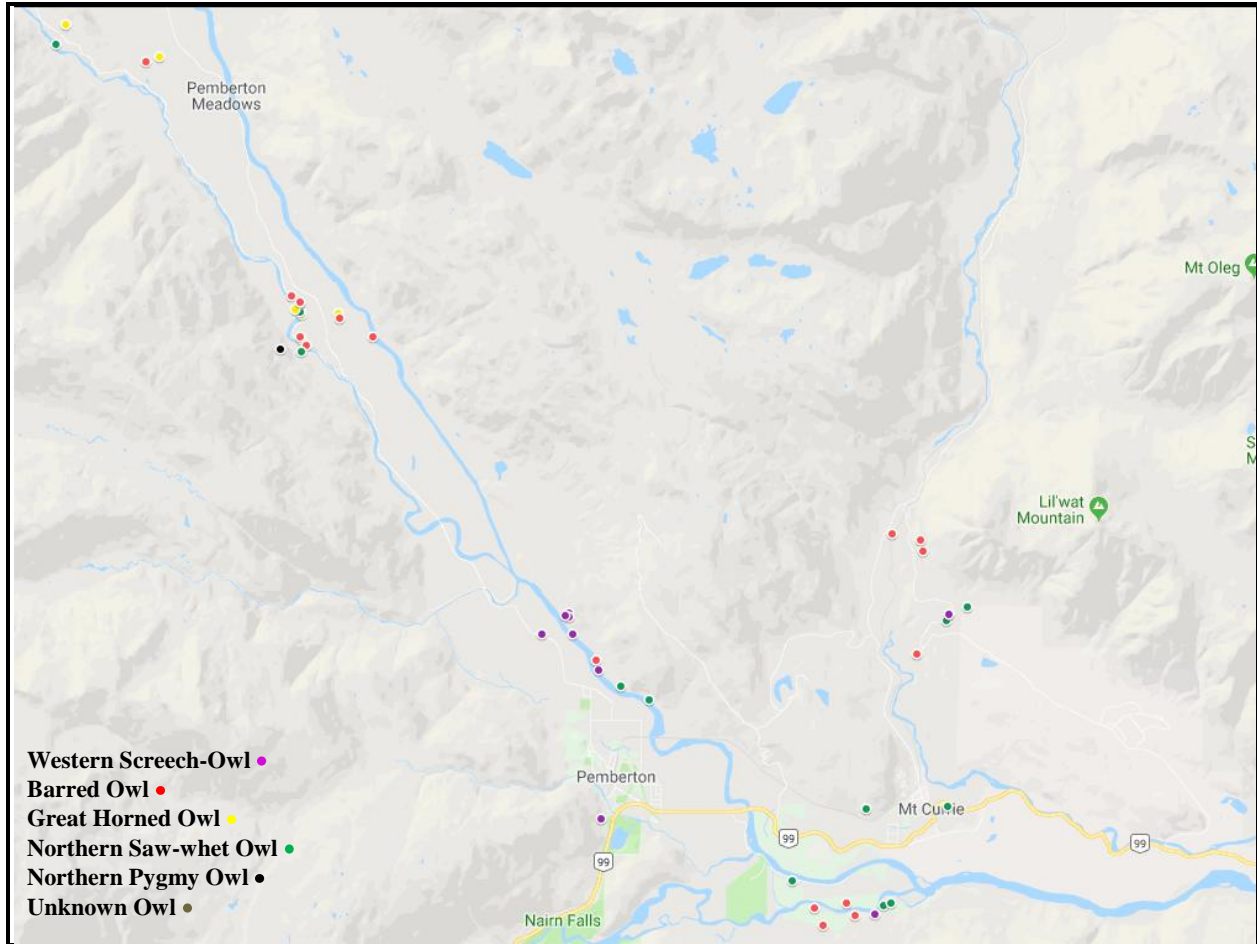 Pemberton
Meadows
Mt Oleg
S
M
Lil'wat
Mountain
Pemberton
Mt Currie
99
99
99
Nairn Falls
Western Screech-Owl
Barred Owl
Great Horned Owl
Northern Saw-whet Owl
Northern Pygmy Owl
Unknown Owl